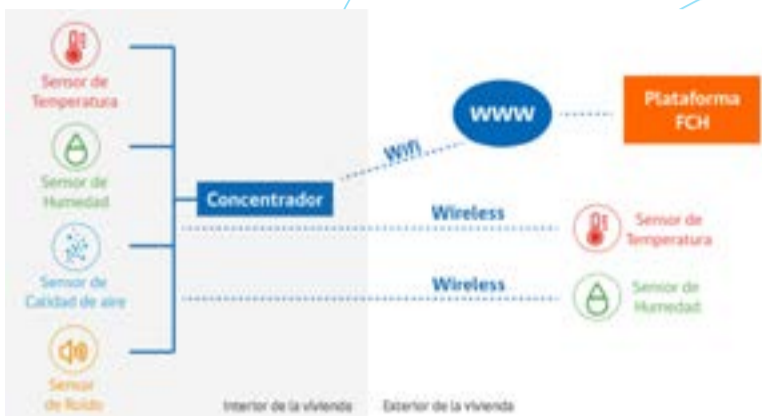 Sensor de
Temperatura
Sensor de
Humedad
Sensor de
Calidad de aire
Sensor
de Ruido
Concentrador
Wifi
www
Plataforma
FCH
Wireless
Sensor de
Temperatura
Wireless
Sensor de
Humedad
Interior de la vivienda
Exterior de la vivienda